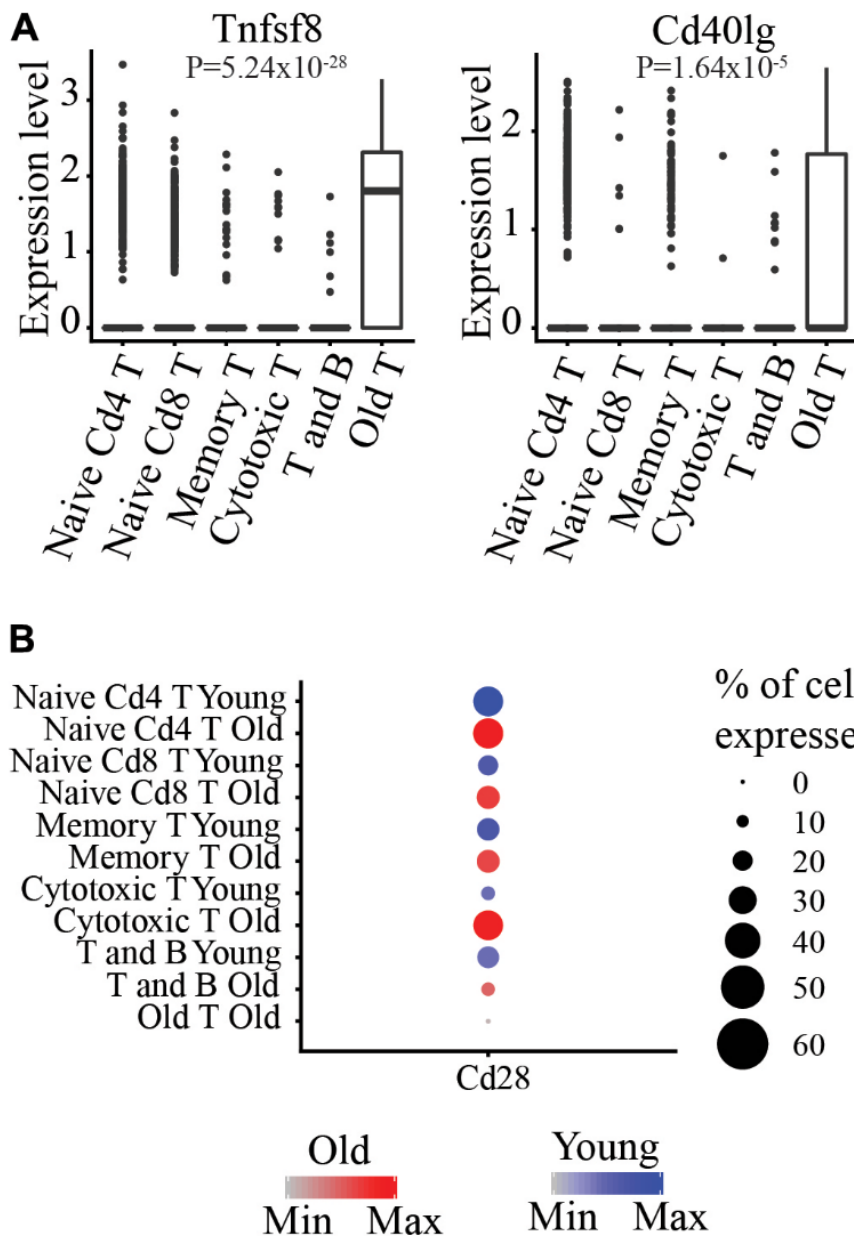 A
Tnfsf8
P=5.24x10⁻²⁸
Expression level
3
2
1
0
Naive Cd4 T
Naive Cd8 T
Memory T
Cytotoxic T
T and B
Old T
Cd40lg
P=1.64x10⁻⁵
Expression level
2
1
0
Naive Cd4 T
Naive Cd8 T
Memory T
Cytotoxic T
T and B
Old T
B
Naive Cd4 T Young
Naive Cd4 T Old
Naive Cd8 T Young
Naive Cd8 T Old
Memory T Young
Memory T Old
Cytotoxic T Young
Cytotoxic T Old
T and B Young
T and B Old
Old T Old
Cd28
% of cel
expresse
0
10
20
30
40
50
60
Old
Min Max
Young
Min Max